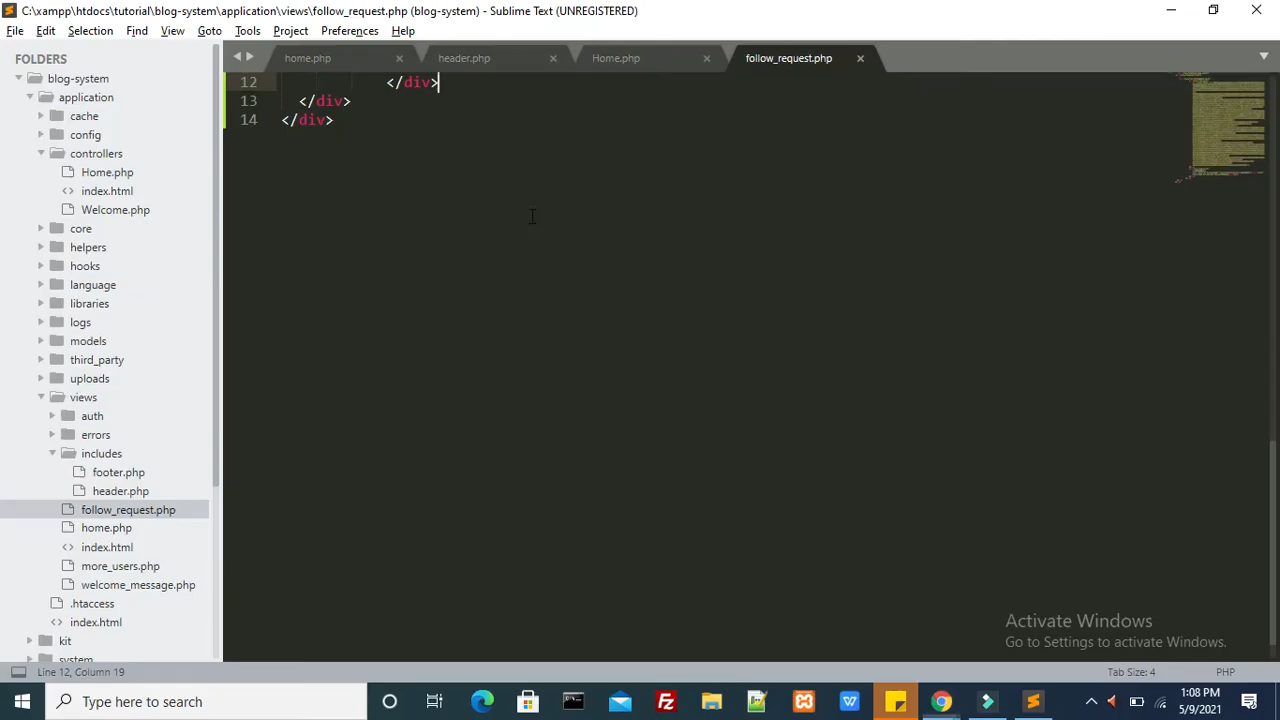 C:\xampp\htdocs\tutorial\blog-system\application\views\follow_request.php (blog-system) - Sublime Text (UNREGISTERED)
File Edit Selection Find View Goto Tools Project Preferences Help
FOLDERS
blog-system
application
cache
config
controllers
Home.php
<> index.html
Welcome.php
core
helpers
hooks
language
libraries
logs
models
third_party
uploads
views
auth
errors
includes
footer.php
header.php
follow_request.php
home.php
<> index.html
more_users.php
welcome_message.php
.htaccess
<> index.html
kit
system
home.php × header.php × Home.php × follow_request.php ×
12 </div>
13 </div>
14 </div>
Activate Windows
Go to Settings to activate Windows.
Line 12, Column 19 Tab Size: 4 PHP
Type here to search
1:08 PM
5/9/2021